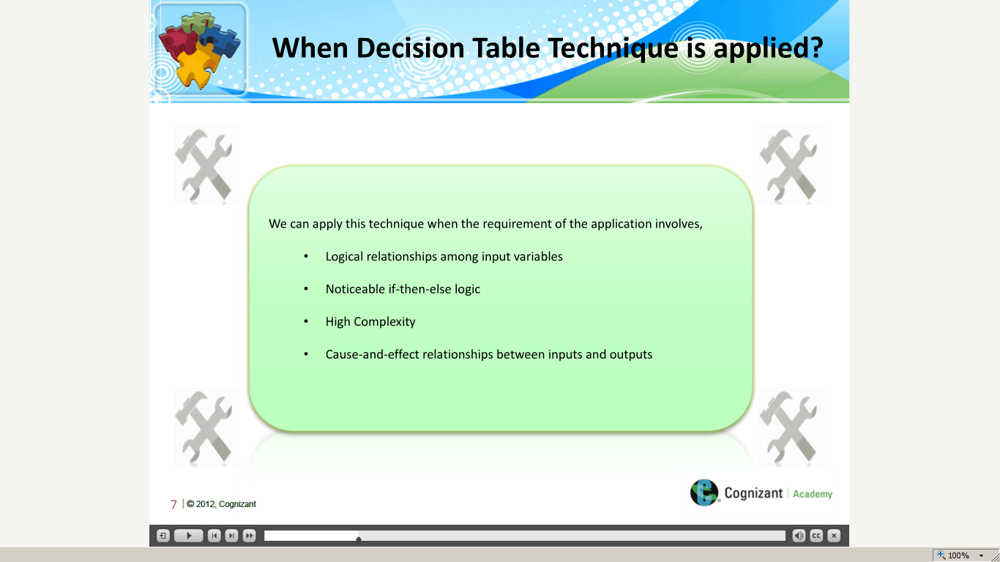 When Decision Table Technique is applied?
We can apply this technique when the requirement of the application involves,
• Logical relationships among input variables
• Noticeable if-then-else logic
• High Complexity
• Cause-and-effect relationships between inputs and outputs
7 | © 2012, Cognizant
Cognizant | Academy
CC
100%